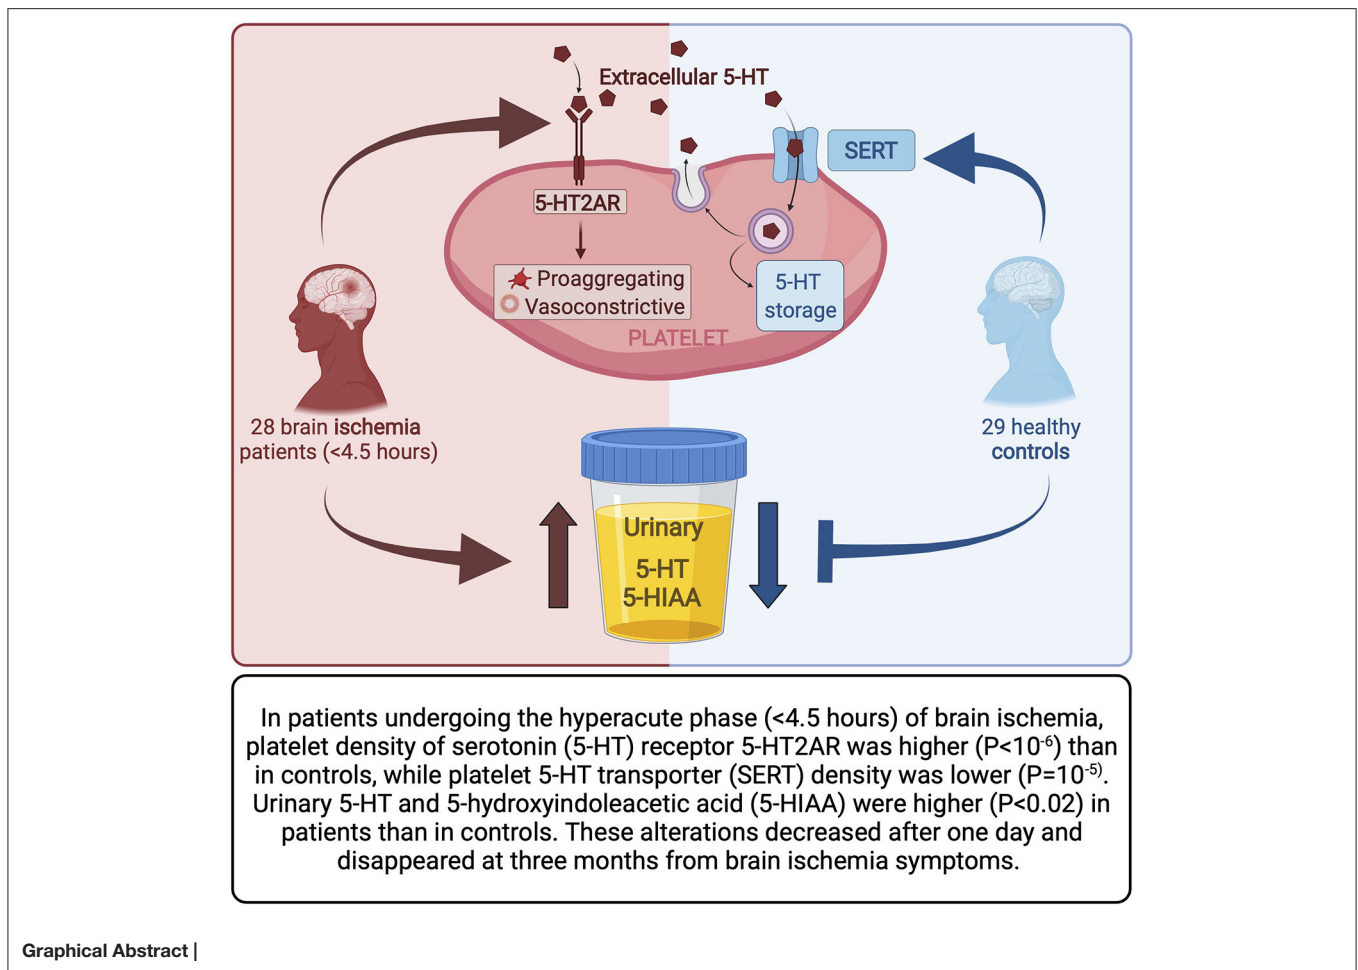 Extracellular 5-HT
SERT
5-HT2AR
Proaggregating
Vasoconstrictive
5-HT
storage
PLATELET
28 brain ischemia
patients (<4.5 hours)
29 healthy
controls
Urinary
5-HT
5-HIAA
In patients undergoing the hyperacute phase (<4.5 hours) of brain ischemia,
platelet density of serotonin (5-HT) receptor 5-HT2AR was higher (P<10⁻⁶) than
in controls, while platelet 5-HT transporter (SERT) density was lower (P=10⁻⁵⁾.
Urinary 5-HT and 5-hydroxyindoleacetic acid (5-HIAA) were higher (P<0.02) in
patients than in controls. These alterations decreased after one day and
disappeared at three months from brain ischemia symptoms.
Graphical Abstract |